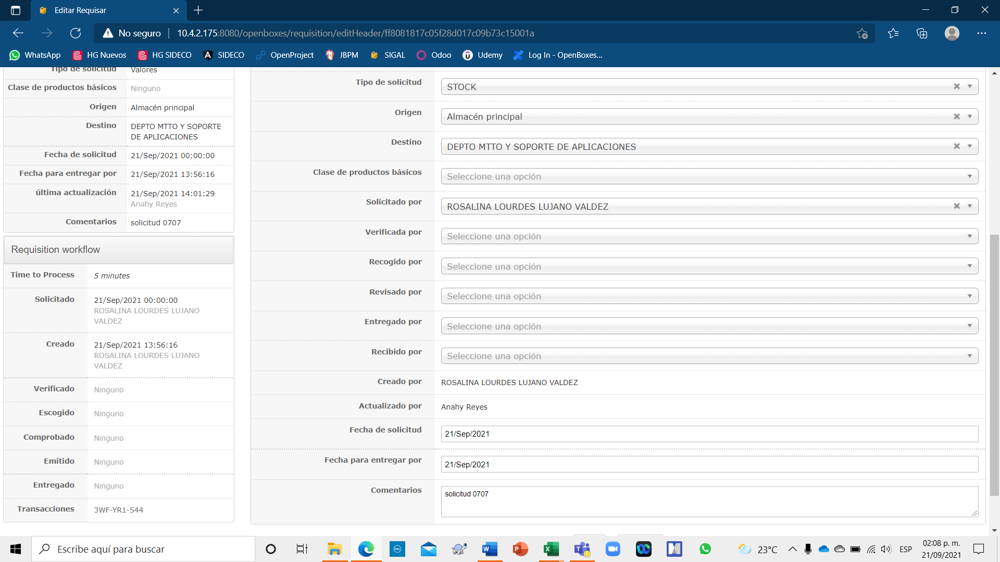 Editar Requisar
No seguro
10.4.2.175:8080/openboxes/requisition/editHeader/ff8081817c05f28d017c09b73c15001a
WhatsApp
HG Nuevos
HG SIDECO
SIDECO
OpenProject
JBPM
SIGAL
Odoo
Udemy
Log In - OpenBoxes...
Tipo de solicitud Valores
Clase de productos básicos Ninguno
Origen Almacén principal
Destino DEPTO MTTO Y SOPORTE
DE APLICACIONES
Fecha de solicitud 21/Sep/2021 00:00:00
Fecha para entregar por 21/Sep/2021 13:56:16
última actualización 21/Sep/2021 14:01:29
Anahy Reyes
Comentarios solicitud 0707
Requisition workflow
Time to Process 5 minutes
Solicitado 21/Sep/2021 00:00:00
ROSALINA LOURDES LUJANO
VALDEZ
Creado 21/Sep/2021 13:56:16
ROSALINA LOURDES LUJANO
VALDEZ
Verificado Ninguno
Escogido Ninguno
Comprobado Ninguno
Emitido Ninguno
Entregado Ninguno
Transacciones 3WF-YR1-544
Tipo de solicitud STOCK
Origen Almacén principal
Destino DEPTO MTTO Y SOPORTE DE APLICACIONES
Clase de productos básicos Seleccione una opción
Solicitado por ROSALINA LOURDES LUJANO VALDEZ
Verificada por Seleccione una opción
Recogido por Seleccione una opción
Revisado por Seleccione una opción
Entregado por Seleccione una opción
Recibido por Seleccione una opción
Creado por ROSALINA LOURDES LUJANO VALDEZ
Actualizado por Anahy Reyes
Fecha de solicitud 21/Sep/2021
Fecha para entregar por 21/Sep/2021
Comentarios solicitud 0707
Escribe aquí para buscar
23°C
ESP
02:08 p. m.
21/09/2021